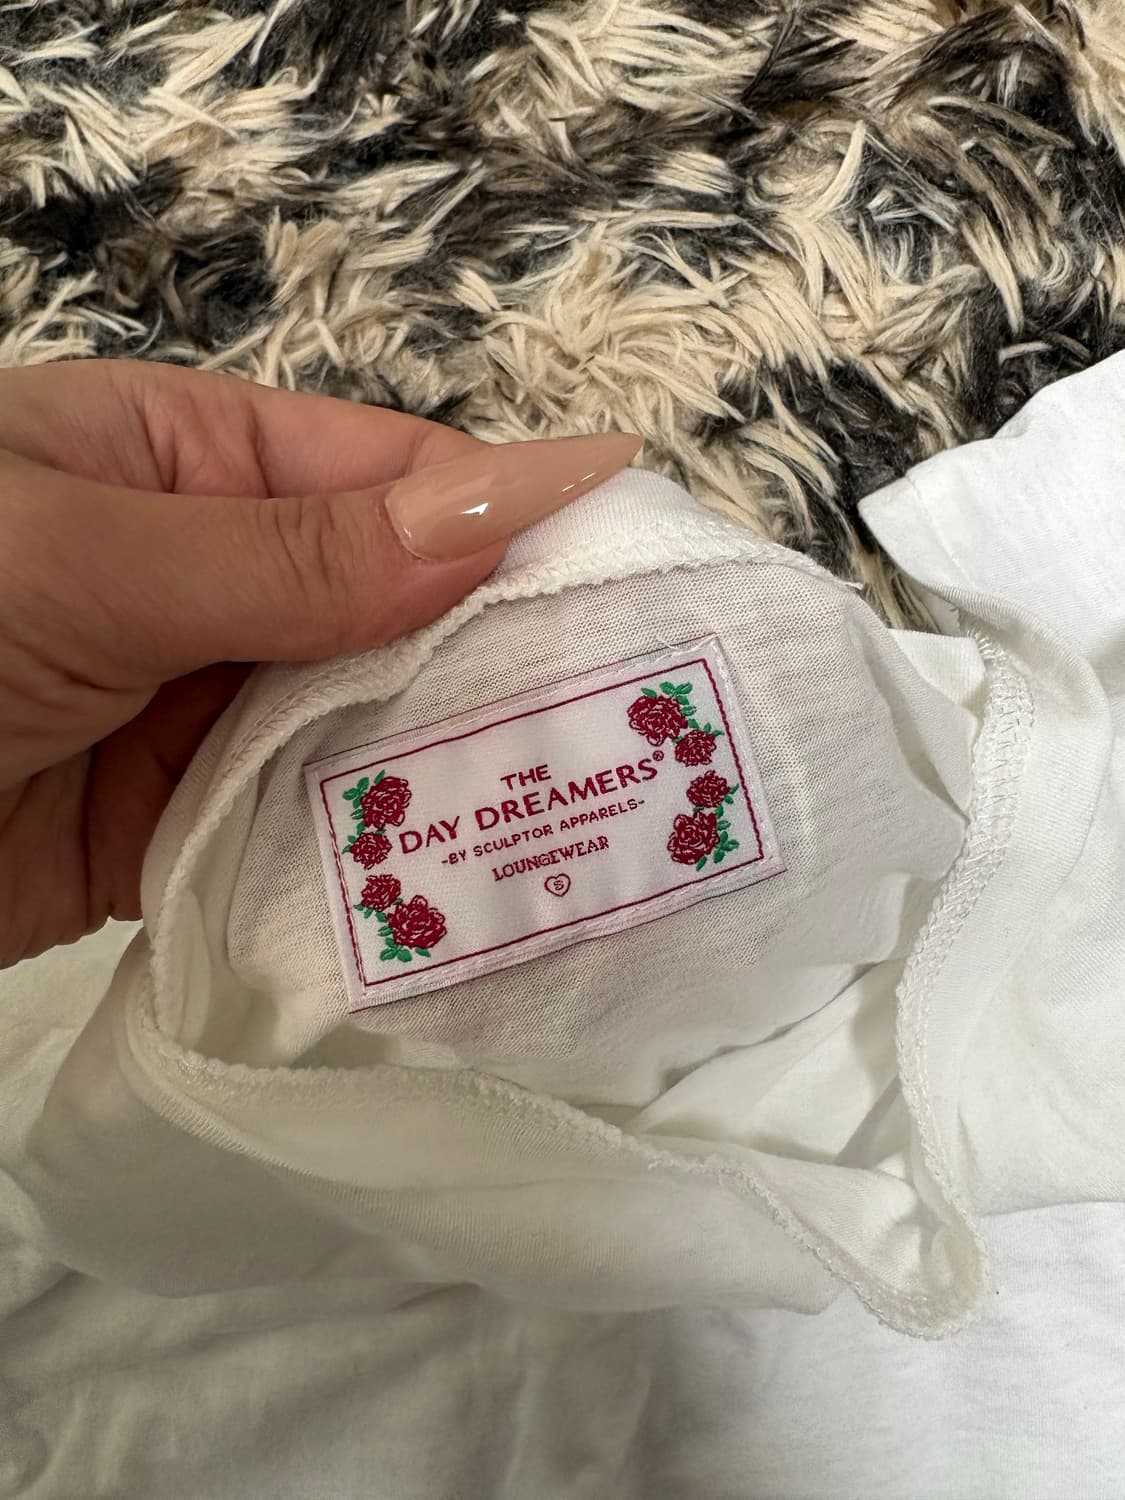 THE
DAY DREAMERS®
-BY SCULPTOR APPARELS-
LOUNGEWEAR
S